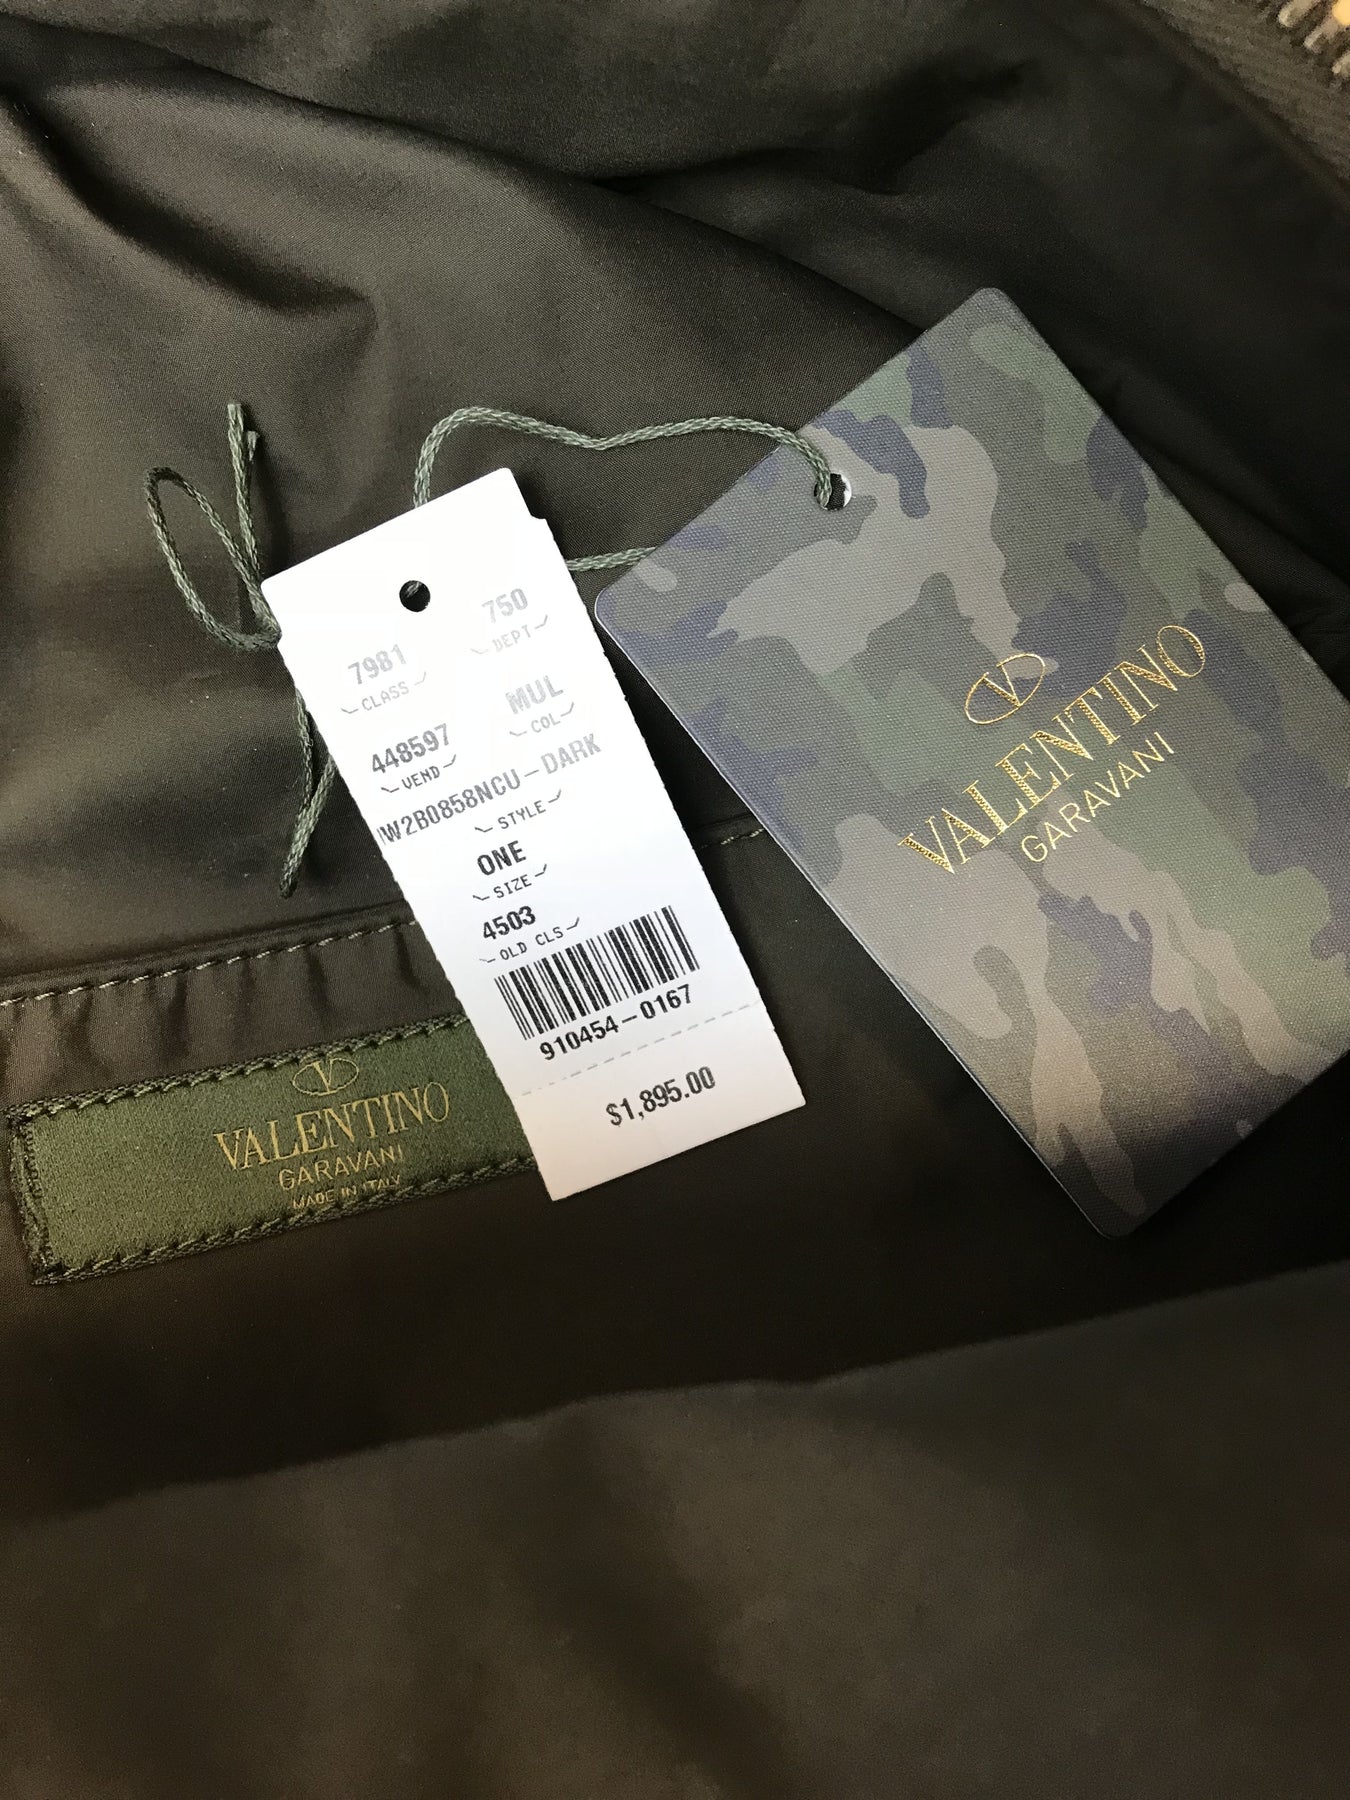 750
DEPT
7981
CLASS
MUL
COL
448597
VEND
W2B0858NCU-DARK
STYLE
ONE
SIZE
4503
OLD CLS
910454-0167
$1,895.00
V
VALENTINO
GARAVANI
V
VALENTINO
GARAVANI
MADE IN ITALY